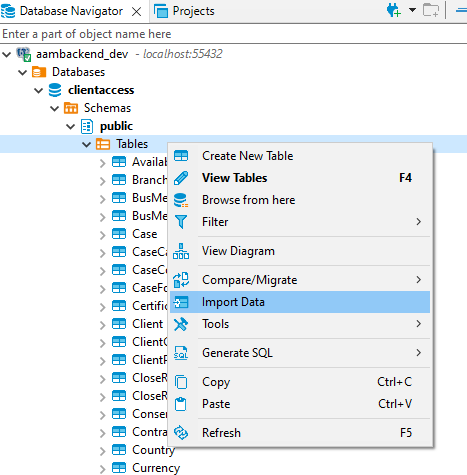 Database Navigator
Projects
Enter a part of object name here
aambackend_dev - localhost:55432
Databases
clientaccess
Schemas
public
Tables
Availab
Branch
BusMe
BusMe
Case
CaseCa
CaseCo
CaseFo
Certific
Client
ClientC
ClientP
CloseR
CloseR
Conser
Contra
Country
Currency
Create New Table
View Tables F4
Browse from here
Filter
View Diagram
Compare/Migrate
Import Data
Tools
Generate SQL
SQL
Copy Ctrl+C
Paste Ctrl+V
Refresh F5